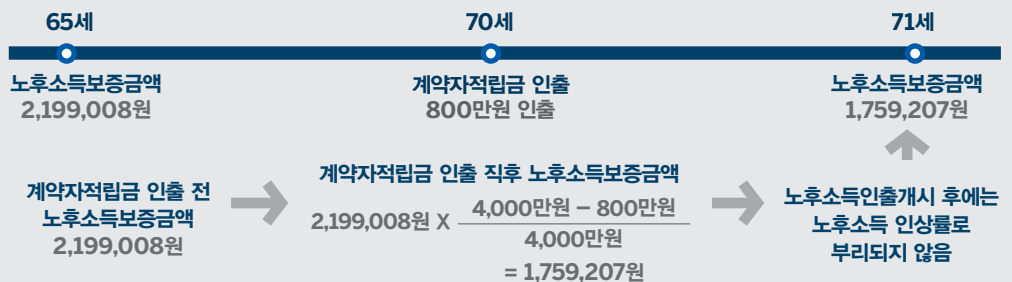 65세
70세
71세
노후소득보증금액
2,199,008원
계약자적립금 인출
800만원 인출
노후소득보증금액
1,759,207원
계약자적립금 인출 전
노후소득보증금액
2,199,008원
계약자적립금 인출 직후 노후소득보증금액
2,199,008원 X
4,000만원 – 800만원
4,000만원
= 1,759,207원
노후소득인출개시 후에는
노후소득 인상률로
부리되지 않음